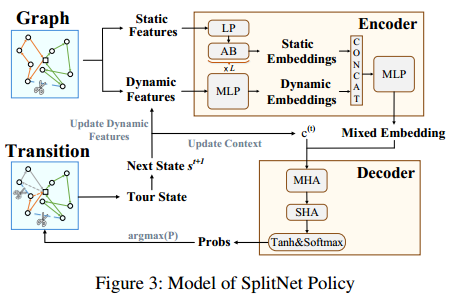 Graph
Static
Features
LP
AB
x L
Static
Embeddings
Encoder
CONCAT
MLP
Dynamic
Features
MLP
Dynamic
Embeddings
Update Dynamic
Features
Update Context
c(t)
Mixed Embedding
Transition
Next State s^{t+1}
Tour State
MHA
Decoder
SHA
argmax(P)
Probs
Tanh&Softmax
Figure 3: Model of SplitNet Policy